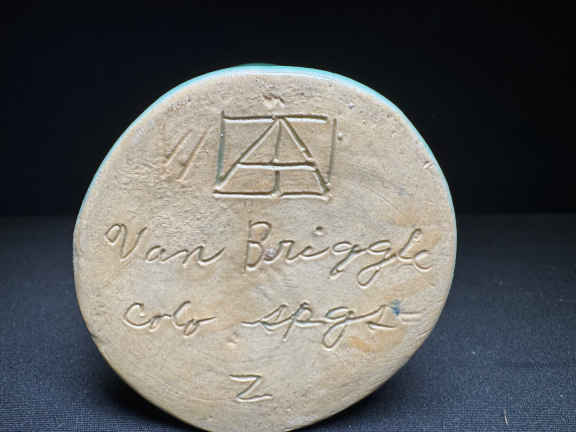 Van Briggle
colo spgs-
Z